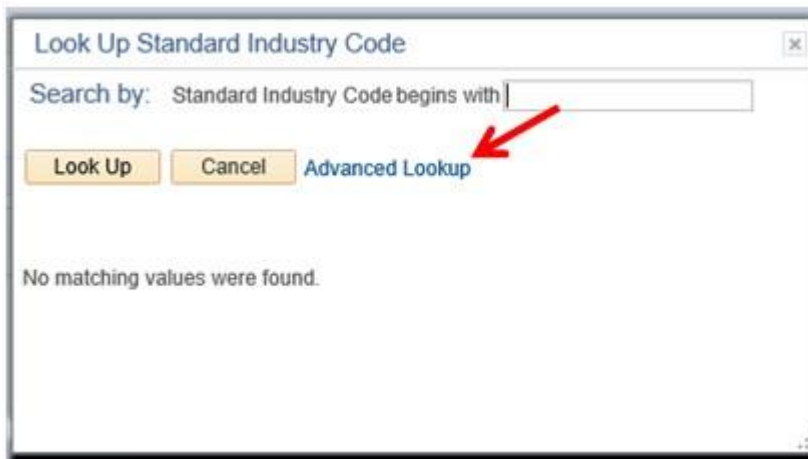 Look Up Standard Industry Code
Search by: Standard Industry Code begins with
Look Up Cancel Advanced Lookup
No matching values were found.